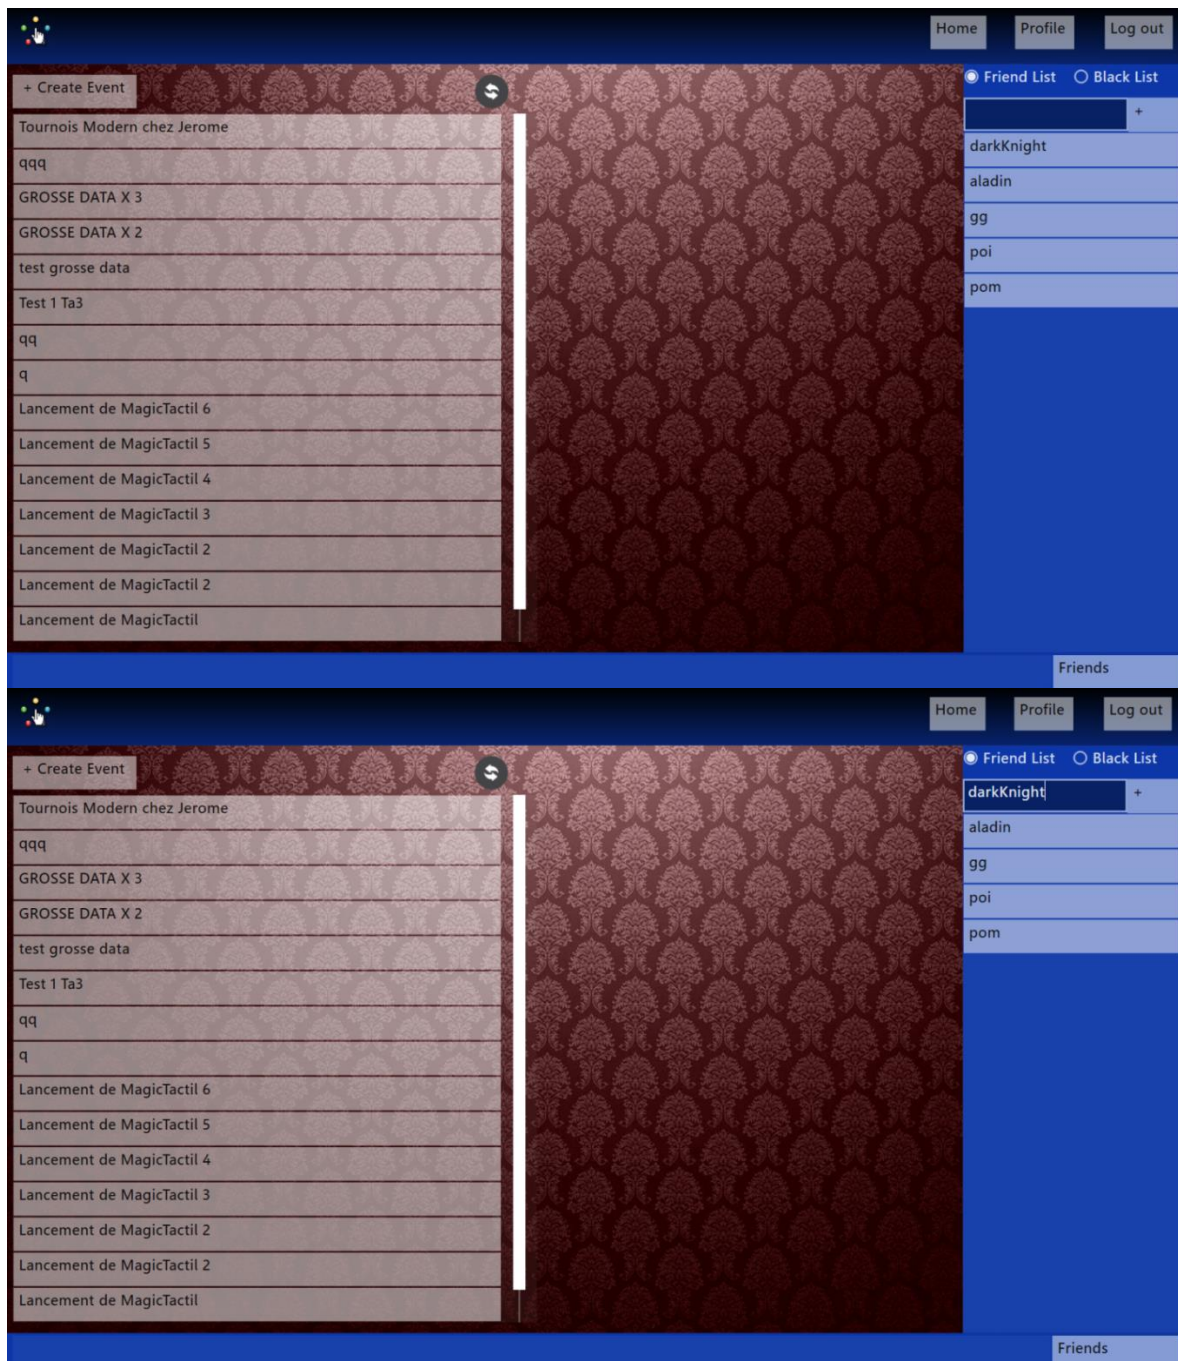 Home Profile Log out
+ Create Event
Friend List Black List
+
Tournois Modern chez Jerome
qqq
GROSSE DATA X 3
GROSSE DATA X 2
test grosse data
Test 1 Ta3
qq
q
Lancement de MagicTactil 6
Lancement de MagicTactil 5
Lancement de MagicTactil 4
Lancement de MagicTactil 3
Lancement de MagicTactil 2
Lancement de MagicTactil 2
Lancement de MagicTactil
darkKnight
aladin
gg
poi
pom
Friends
Home Profile Log out
+ Create Event
Friend List Black List
darkKnight +
Tournois Modern chez Jerome
qqq
GROSSE DATA X 3
GROSSE DATA X 2
test grosse data
Test 1 Ta3
qq
q
Lancement de MagicTactil 6
Lancement de MagicTactil 5
Lancement de MagicTactil 4
Lancement de MagicTactil 3
Lancement de MagicTactil 2
Lancement de MagicTactil 2
Lancement de MagicTactil
aladin
gg
poi
pom
Friends